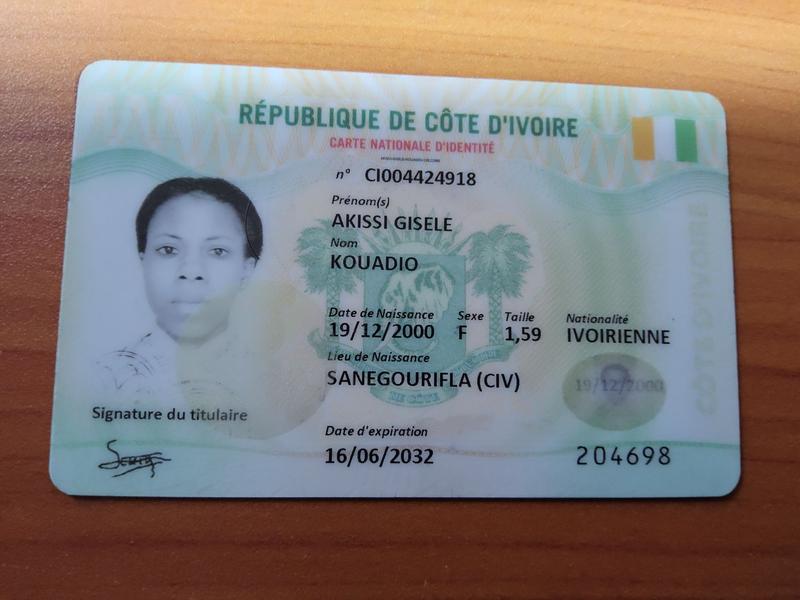 RÉPUBLIQUE DE CÔTE D'IVOIRE
CARTE NATIONALE D'IDENTITÉ
n° CI004424918
Prénom(s)
AKISSI GISELE
Nom
KOUADIO
Date de Naissance Sexe Taille Nationalité
19/12/2000 F 1,59 IVOIRIENNE
Lieu de Naissance
SANEGOURIFLA (CIV)
19/12/2000
Signature du titulaire
Date d'expiration
16/06/2032
204698
CÔTE D'IVOIRE